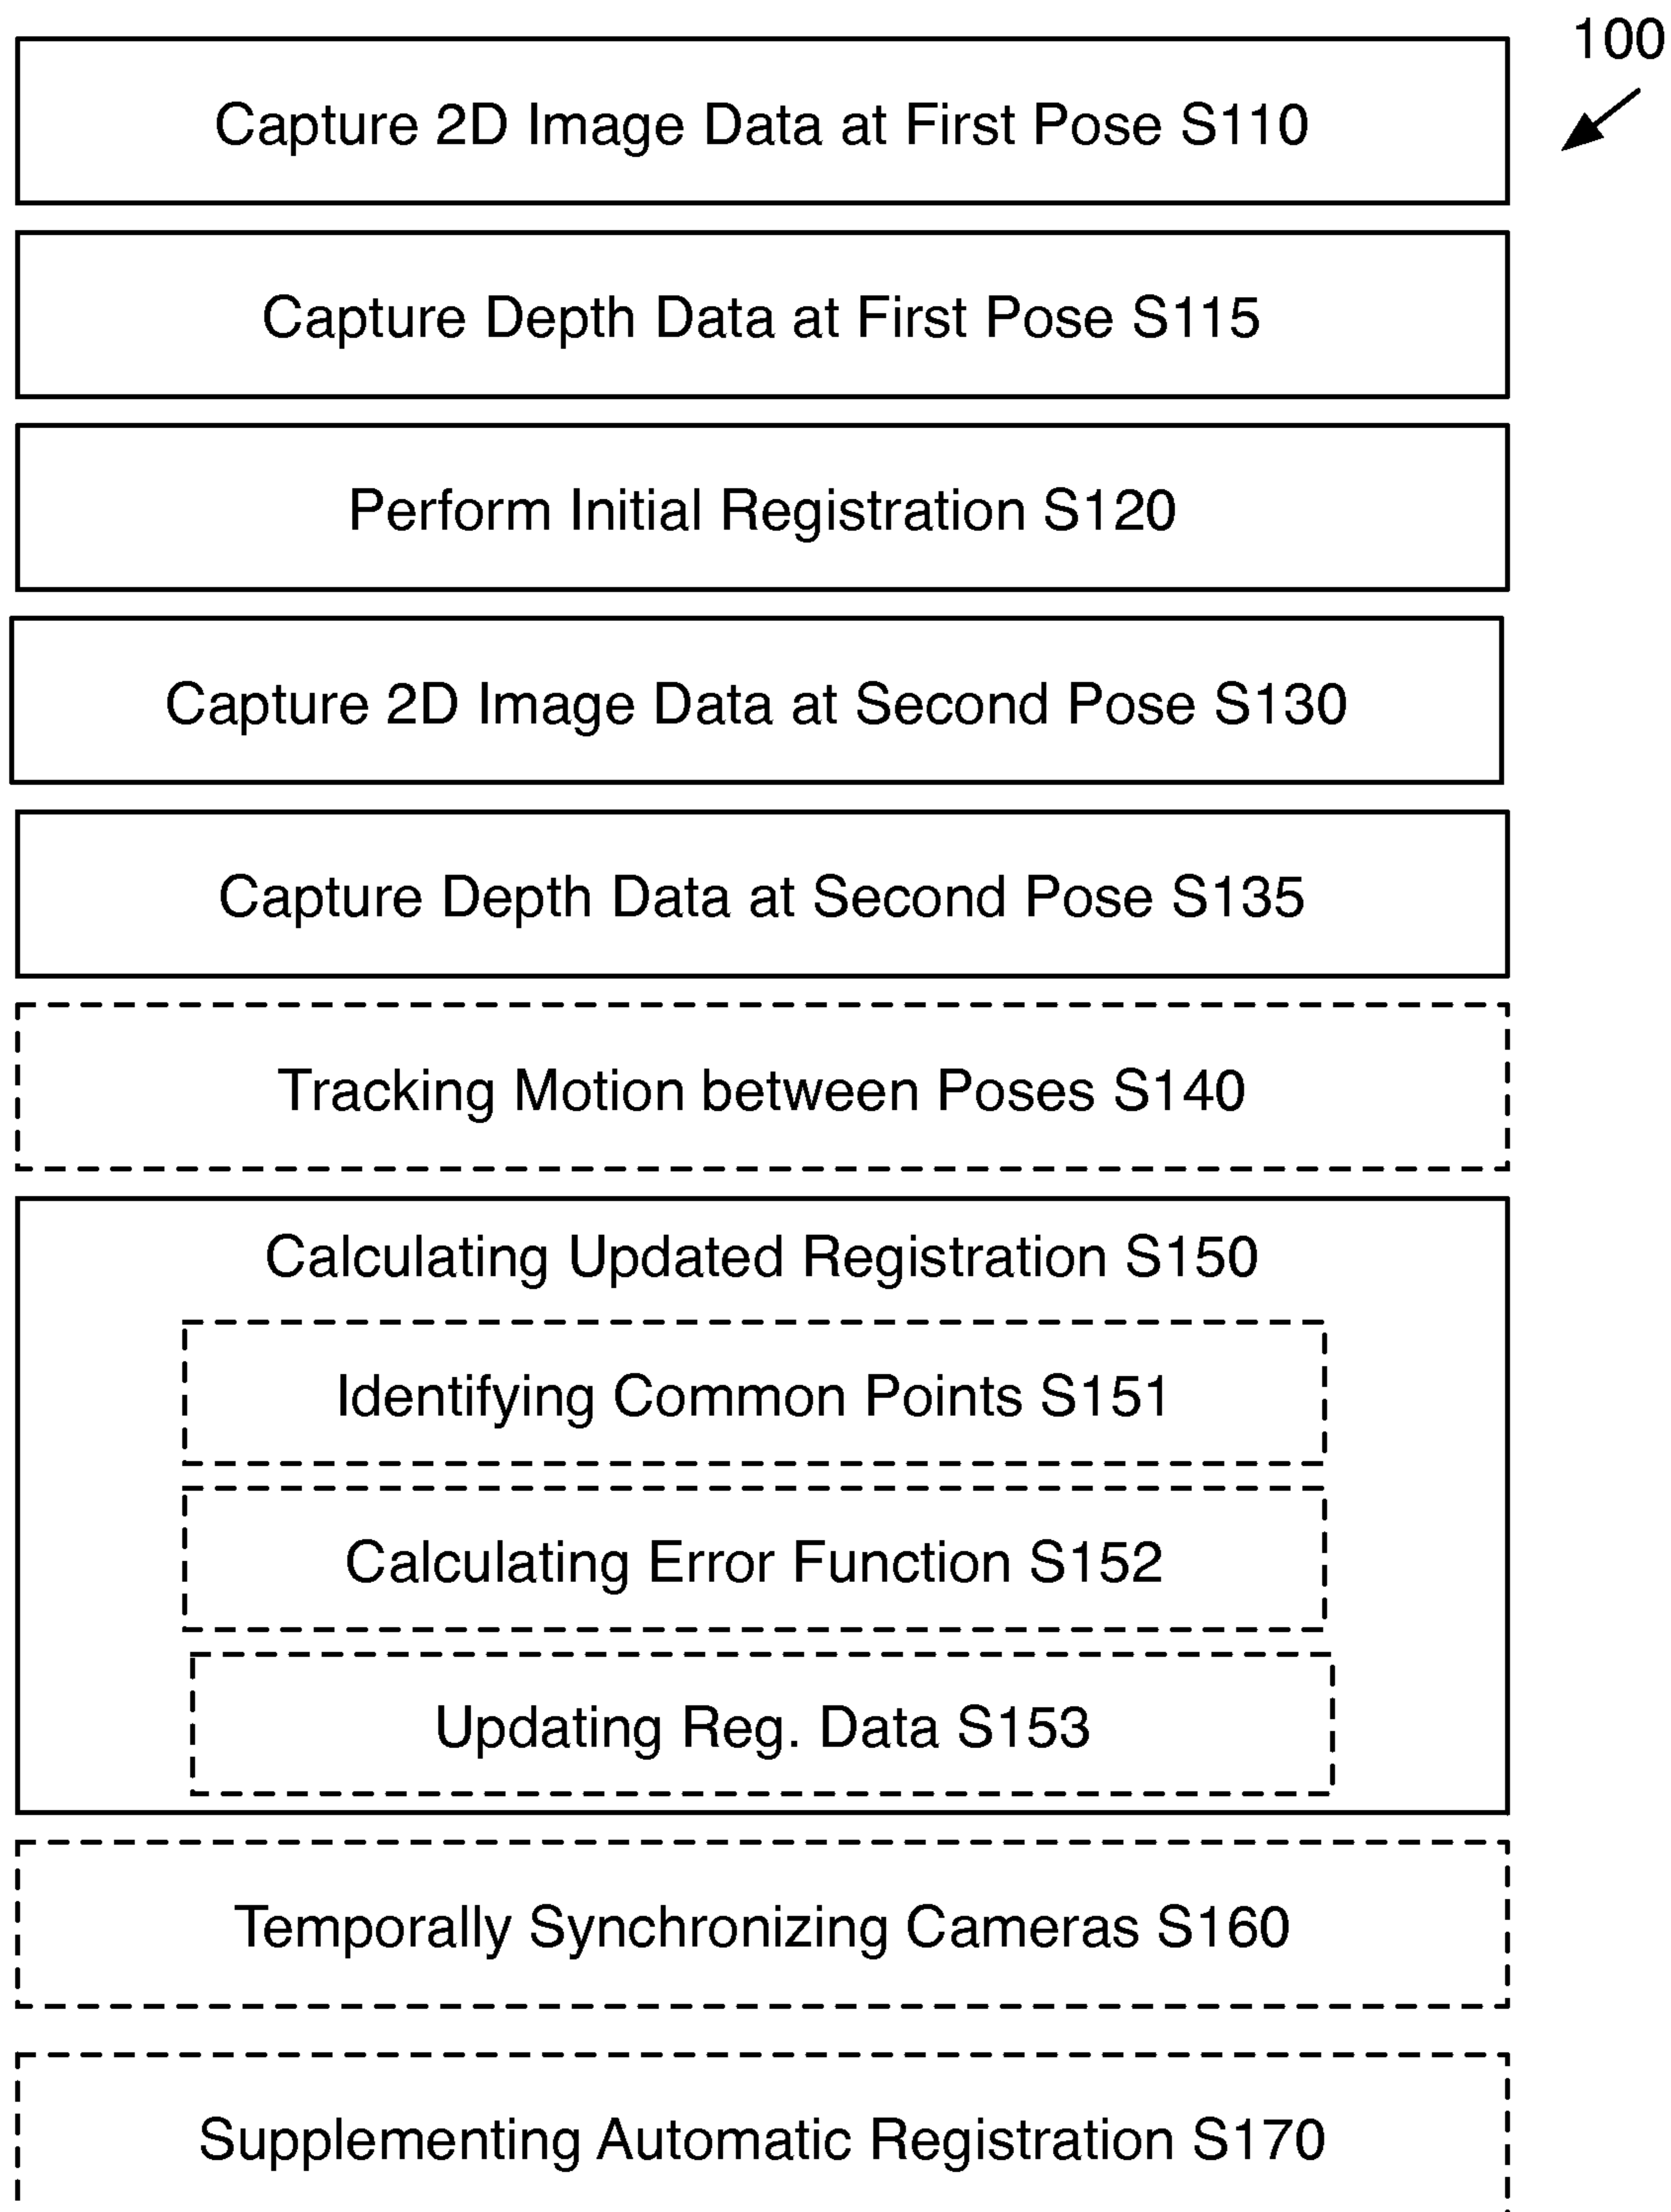 100
Capture 2D Image Data at First Pose S110
Capture Depth Data at First Pose S115
Perform Initial Registration S120
Capture 2D Image Data at Second Pose S130
Capture Depth Data at Second Pose S135
Tracking Motion between Poses S140
Calculating Updated Registration S150
Identifying Common Points S151
Calculating Error Function S152
Updating Reg. Data S153
Temporally Synchronizing Cameras S160
Supplementing Automatic Registration S170